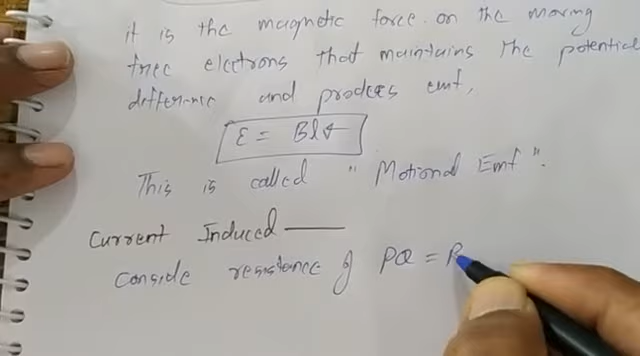 it is the magnetic force on the moving
free electrons that maintains the potential
difference and produces emf,
ε = Blv
This is called " Motional Emf ".
Current Induced ——
Conside resistance of PQ = R